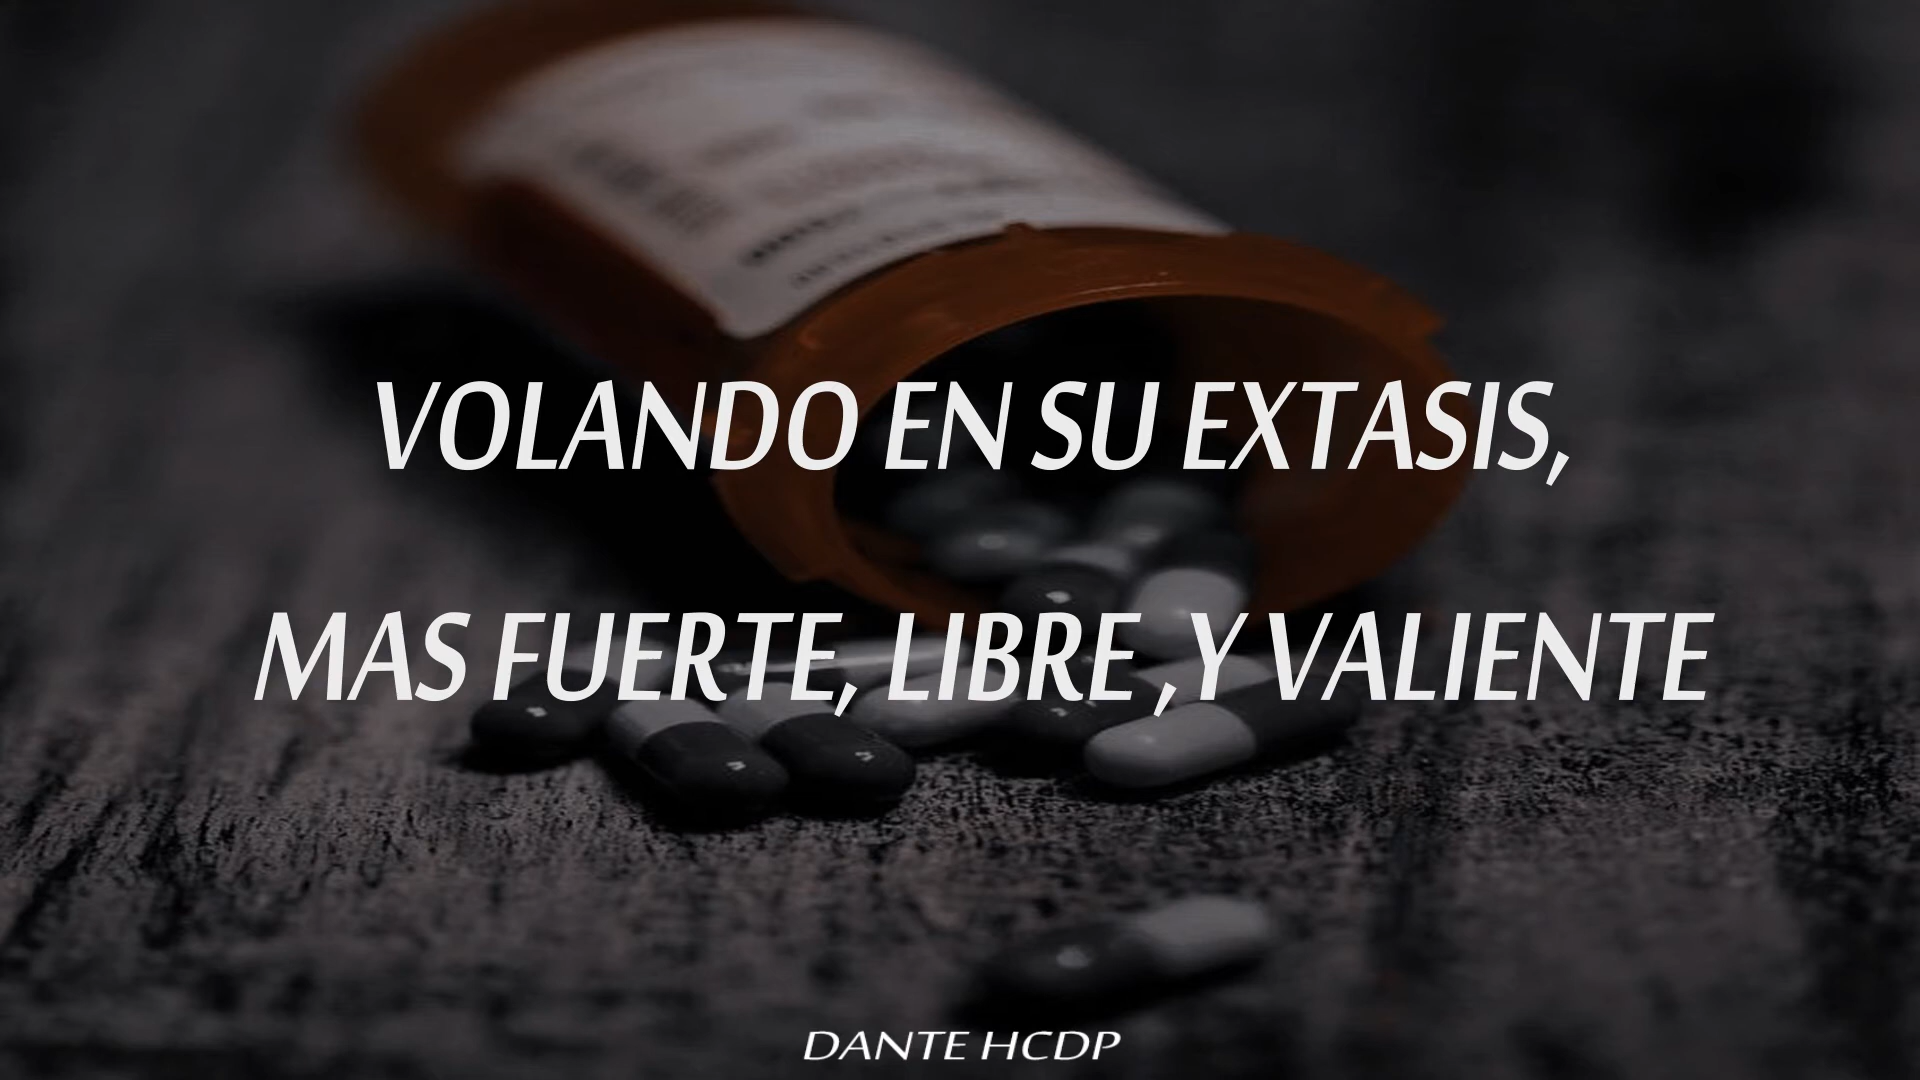 VOLANDO EN SU EXTASIS,
MAS FUERTE, LIBRE ,Y VALIENTE
DANTE HCDP